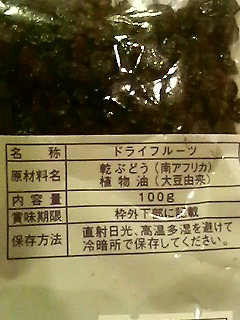 名称 ドライフルーツ
原材料名 乾ぶどう（南アフリカ）
植物油（大豆由来）
内容量 100g
賞味期限 枠外下部に記載
保存方法 直射日光、高温多湿を避けて
冷暗所で保存してください。